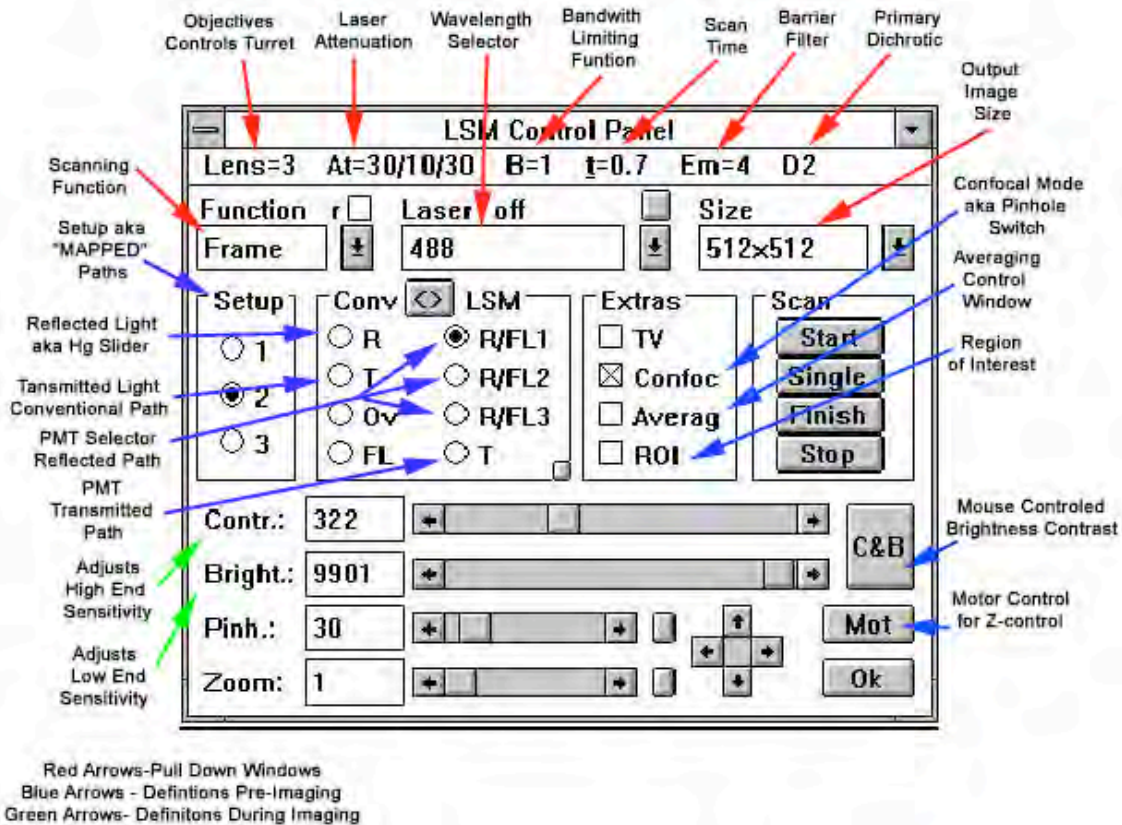 Objectives
Controls Turret
Laser
Attenuation
Wavelength
Selector
Bandwith
Limiting
Funtion
Scan
Time
Barrier
Filter
Primary
Dichrotic
Output
Image
Size
LSM Control Panel
Lens=3 At=30/10/30 B=1 t=0.7 Em=4 D2
Scanning
Function
Setup aka
"MAPPED"
Paths
Reflected Light
aka Hg Slider
Tansmitted Light
Conventional Path
PMT Selector
Reflected Path
PMT
Transmitted
Path
Adjusts
High End
Sensitivity
Adjusts
Low End
Sensitivity
Function r Laser off Size
Frame 488 512x512
Setup Conv <> LSM Extras Scan
1 R R/FL1 TV Start
2 T R/FL2 Confoc Single
3 Ov R/FL3 Averag Finish
FL T ROI Stop
Contr.: 322
Bright.: 9901
C&B
Pinh.: 30 Mot
Zoom: 1 Ok
Confocal Mode
aka Pinhole
Switch
Averaging
Control
Window
Region
of Interest
Mouse Controled
Brightness Contrast
Motor Control
for Z-control
Red Arrows-Pull Down Windows
Blue Arrows - Defintions Pre-Imaging
Green Arrows- Definitons During Imaging